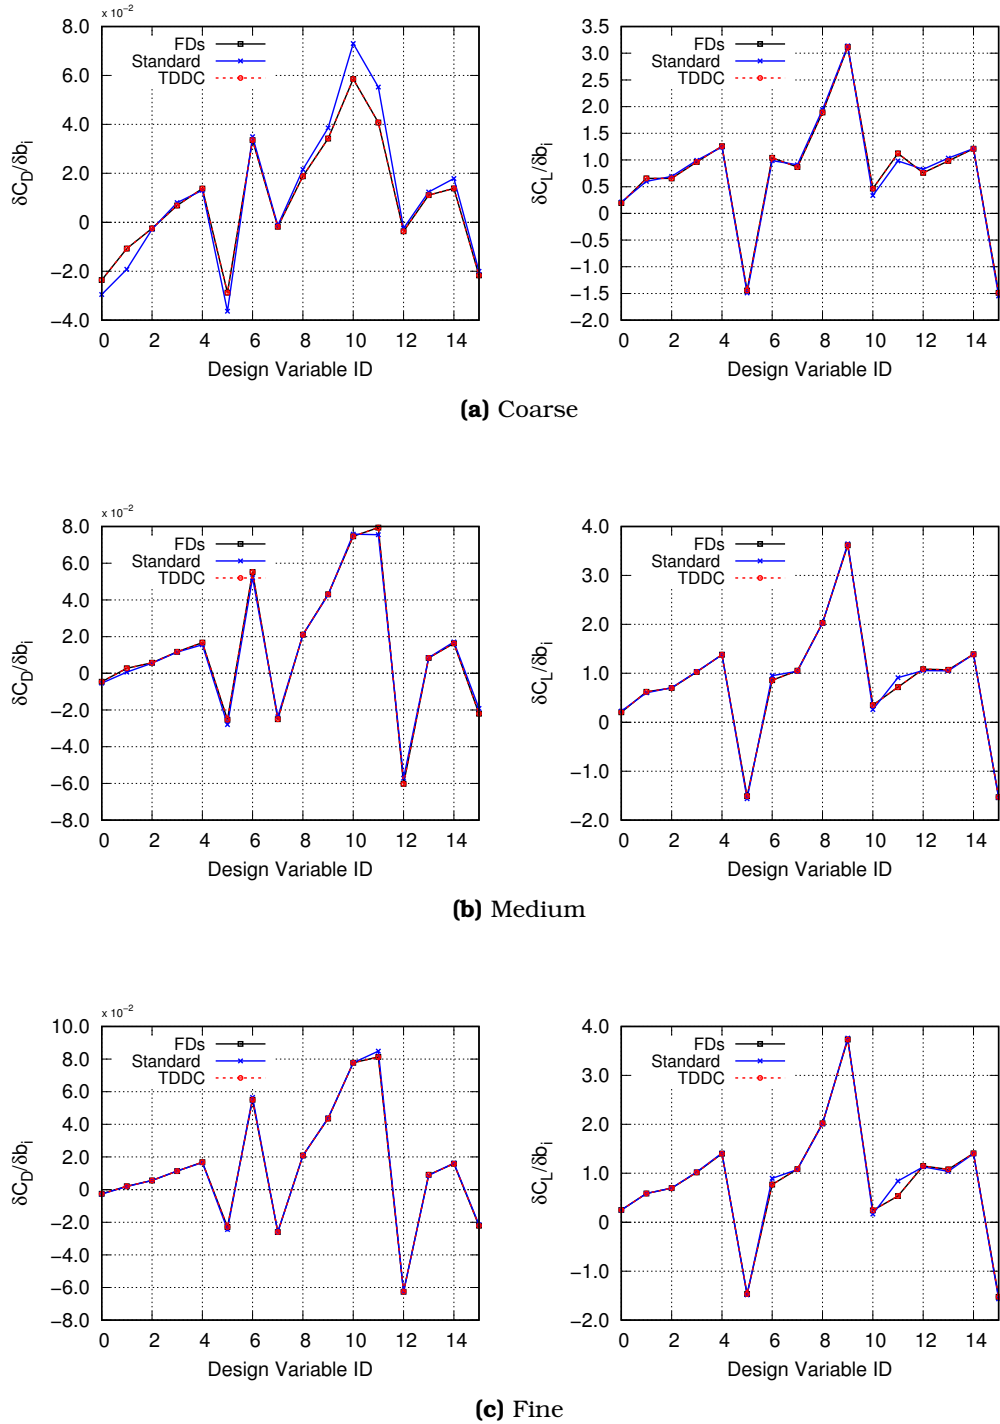 x 10⁻²
8.0
6.0
4.0
2.0
0
−2.0
−4.0
FDs
Standard
TDDC
δC_D/δb_i
0 2 4 6 8 10 12 14
Design Variable ID
3.5
3.0
2.5
2.0
1.5
1.0
0.5
0
−0.5
−1.0
−1.5
−2.0
FDs
Standard
TDDC
δC_L/δb_i
0 2 4 6 8 10 12 14
Design Variable ID
(a) Coarse
x 10⁻²
8.0
6.0
4.0
2.0
0
−2.0
−4.0
−6.0
−8.0
FDs
Standard
TDDC
δC_D/δb_i
0 2 4 6 8 10 12 14
Design Variable ID
4.0
3.0
2.0
1.0
0
−1.0
−2.0
FDs
Standard
TDDC
δC_L/δb_i
0 2 4 6 8 10 12 14
Design Variable ID
(b) Medium
x 10⁻²
10.0
8.0
6.0
4.0
2.0
0
−2.0
−4.0
−6.0
−8.0
FDs
Standard
TDDC
δC_D/δb_i
0 2 4 6 8 10 12 14
Design Variable ID
4.0
3.0
2.0
1.0
0
−1.0
−2.0
FDs
Standard
TDDC
δC_L/δb_i
0 2 4 6 8 10 12 14
Design Variable ID
(c) Fine